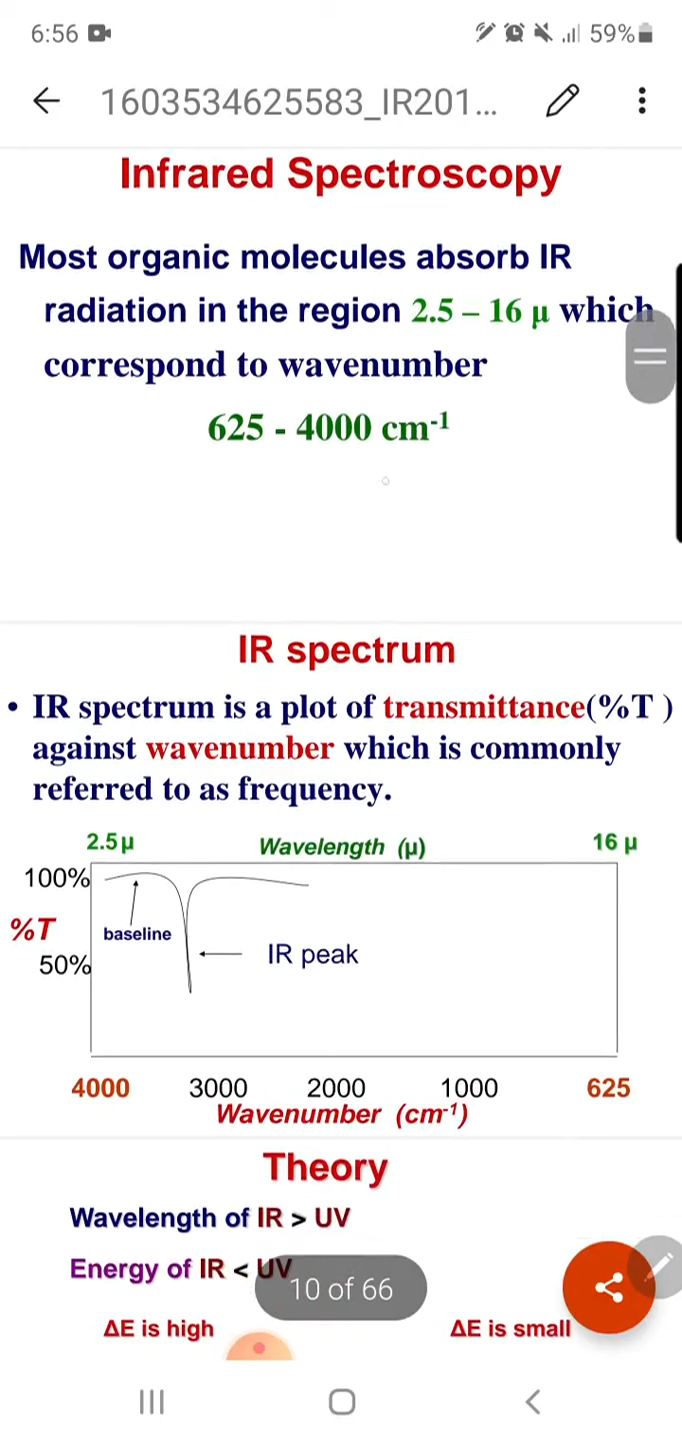 6:56
59%
1603534625583_IR201...
Infrared Spectroscopy
Most organic molecules absorb IR
radiation in the region 2.5 – 16 µ which
correspond to wavenumber
625 - 4000 cm-1
IR spectrum
• IR spectrum is a plot of transmittance(%T )
against wavenumber which is commonly
referred to as frequency.
2.5 µ Wavelength (µ) 16 µ
100%
%T baseline
50% IR peak
4000 3000 2000 1000 625
Wavenumber (cm-1)
Theory
Wavelength of IR > UV
Energy of IR < UV
10 of 66
ΔE is high ΔE is small